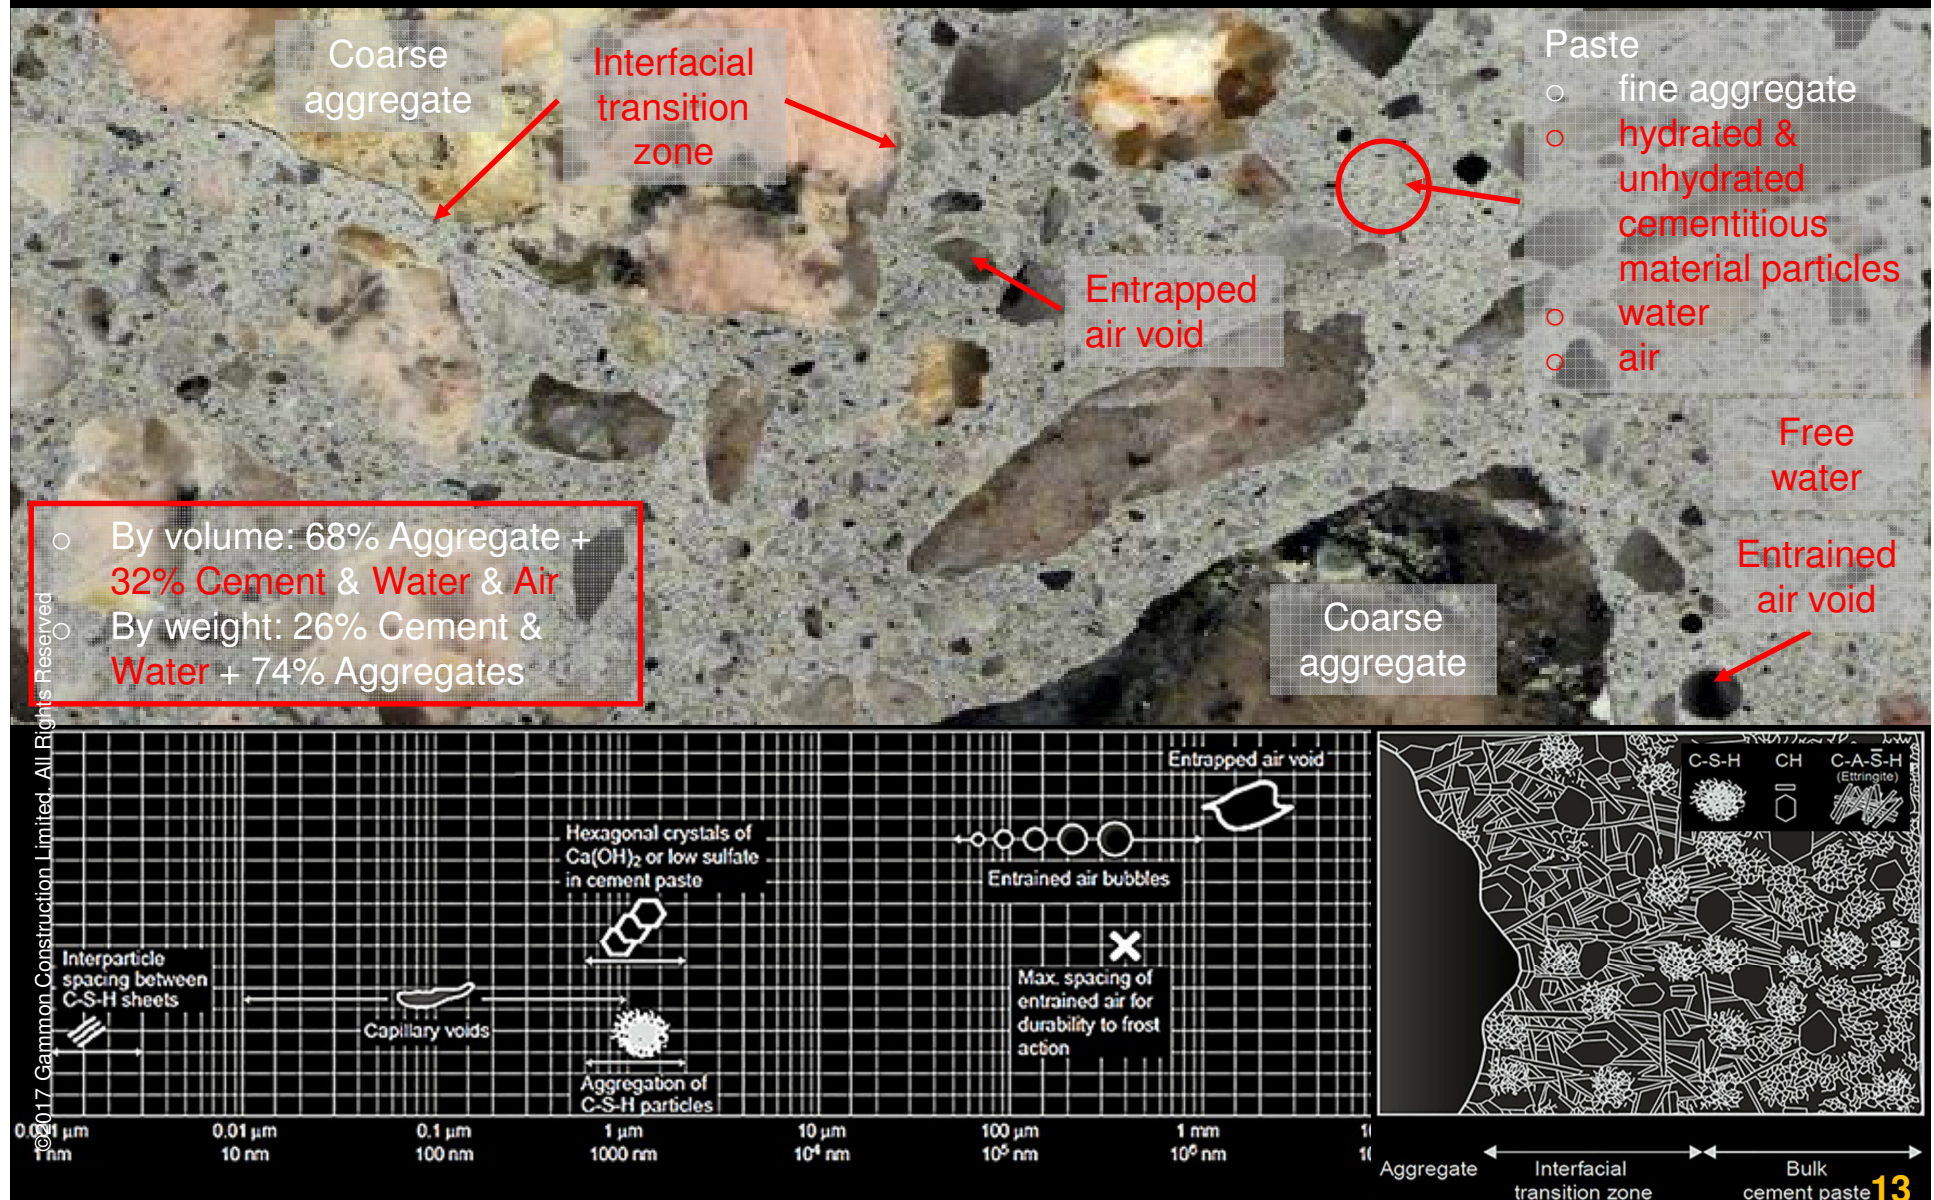 Coarse
aggregate
Interfacial
transition
zone
Paste
○ fine aggregate
○ hydrated &
unhydrated
cementitious
material particles
○ water
○ air
Entrapped
air void
Free
water
Entrained
air void
Coarse
aggregate
○ By volume: 68% Aggregate +
32% Cement & Water & Air
○ By weight: 26% Cement &
Water + 74% Aggregates
©2017 Gammon Construction Limited. All Rights Reserved
Entrapped air void
Hexagonal crystals of
Ca(OH)₂ or low sulfate
in cement paste
Entrained air bubbles
Interparticle
spacing between
C-S-H sheets
Capillary voids
Max. spacing of
entrained air for
durability to frost
action
Aggregation of
C-S-H particles
0.001 µm 0.01 µm 0.1 µm 1 µm 10 µm 100 µm 1 mm
1 nm 10 nm 100 nm 1000 nm 10⁴ nm 10⁵ nm 10⁶ nm
C-S-H CH C-A-S̅-H
(Ettringite)
Aggregate
Interfacial
transition zone
Bulk
cement paste
13